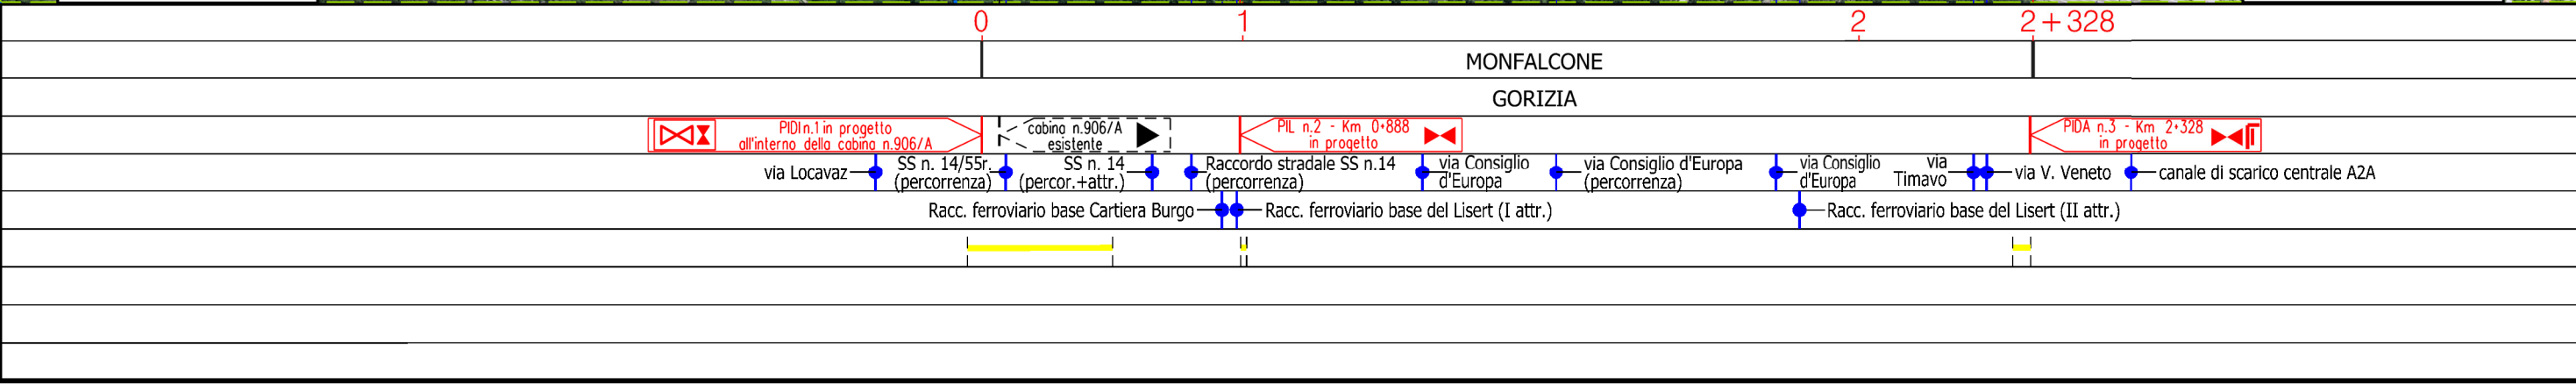 0 1 2 2+328
MONFALCONE
GORIZIA
PIDI n.1 in progetto
all'interno della cabina n.906/A
cabina n.906/A
esistente
PIL n.2 - Km 0+888
in progetto
PIDA n.3 - Km 2+328
in progetto
via Locavaz
SS n. 14/55r.
(percorrenza)
SS n. 14
(percor.+attr.)
Raccordo stradale SS n.14
(percorrenza)
via Consiglio
d'Europa
via Consiglio d'Europa
(percorrenza)
via Consiglio
d'Europa
via
Timavo
via V. Veneto
canale di scarico centrale A2A
Racc. ferroviario base Cartiera Burgo
Racc. ferroviario base del Lisert (I attr.)
Racc. ferroviario base del Lisert (II attr.)